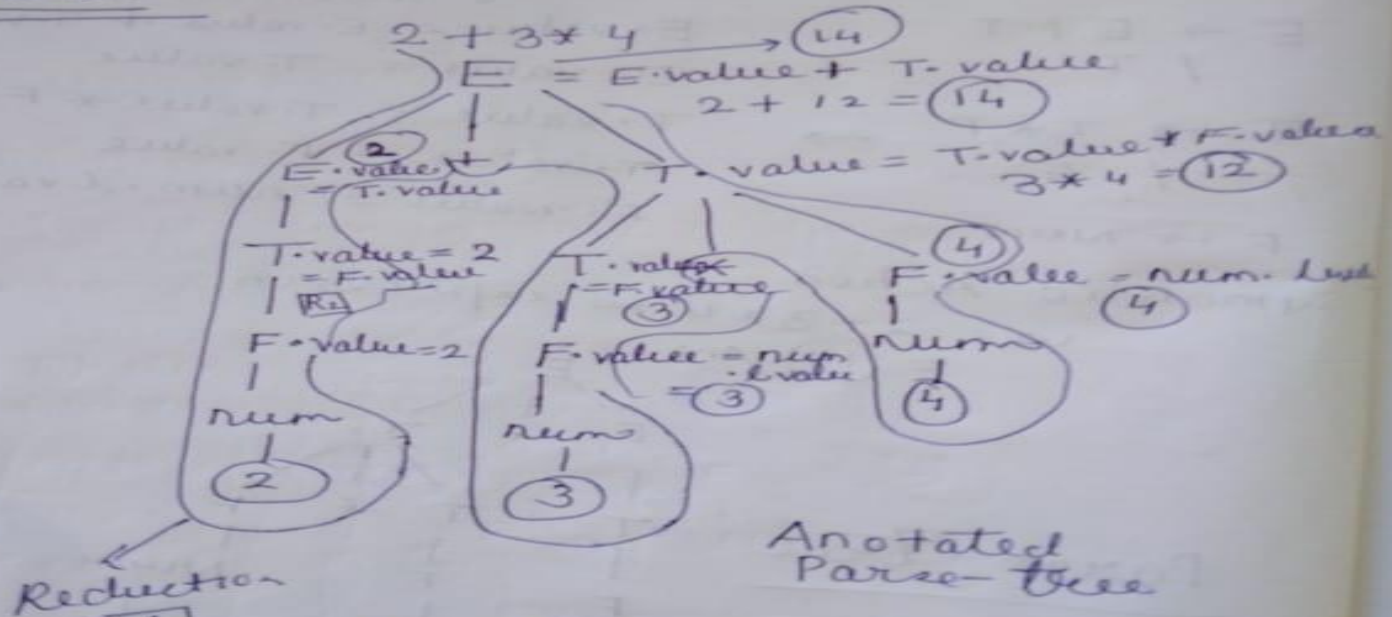 2 + 3 * 4 → 14
E = E.value + T.value
2 + 12 = 14
2
E.value + T.value = T.value * F.value
= T.value
3 * 4 = 12
T.value = 2
= F.value
R2
T.value *
= F.value
3
4
F.value = num.
4
F.value = 2
F.value = num
.lvalue
= 3
num
4
num
2
num
3
Anotated
Parse-tree
Reduction